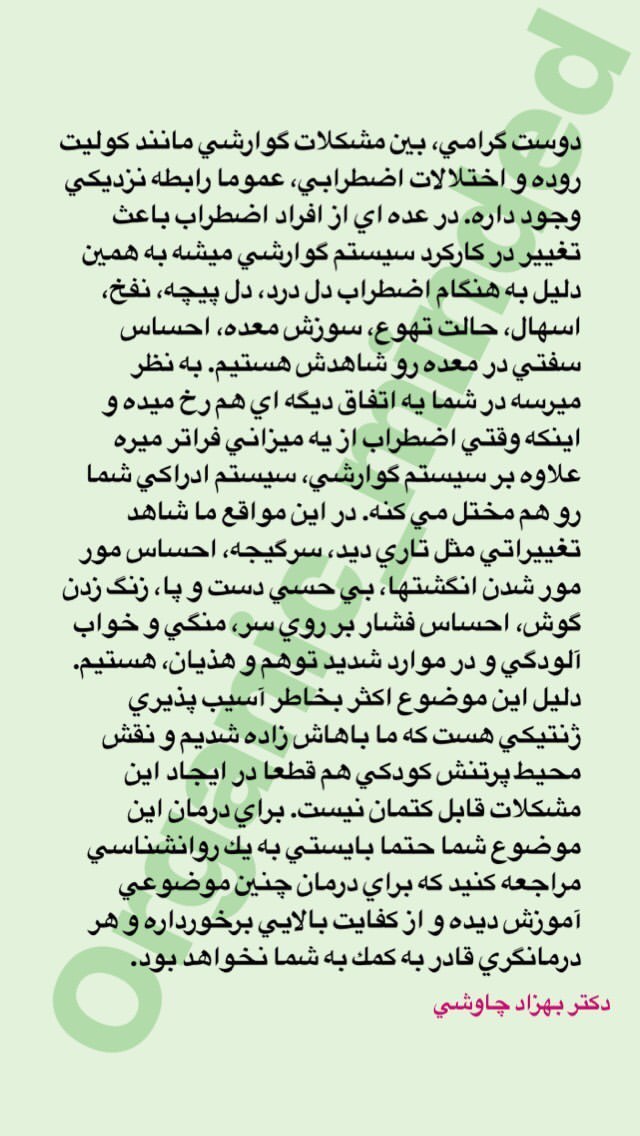 دوست گرامي، بين مشكلات گوارشي مانند كوليت
روده و اختلالات اضطرابي، عموما رابطه نزديكي
وجود داره. در عده اي از افراد اضطراب باعث
تغيير در كاركرد سيستم گوارشي ميشه به همين
دليل به هنگام اضطراب دل درد، دل پيچه، نفخ،
اسهال، حالت تهوع، سوزش معده، احساس
سفتي در معده رو شاهدش هستيم. به نظر
ميرسه در شما يه اتفاق ديگه اي هم رخ ميده و
اينكه وقتي اضطراب از يه ميزاني فراتر ميره
علاوه بر سيستم گوارشي، سيستم ادراكي شما
رو هم مختل مي كنه. در اين مواقع ما شاهد
تغييراتي مثل تاري ديد، سرگيجه، احساس مور
مور شدن انگشتها، بي حسي دست و پا، زنگ زدن
گوش، احساس فشار بر روي سر، منگي و خواب
آلودگي و در موارد شديد توهم و هذيان، هستيم.
دليل اين موضوع اكثر بخاطر آسيب پذيري
ژنتيكي هست كه ما باهاش زاده شديم و نقش
محيط پرتنش كودكي هم قطعا در ايجاد اين
مشكلات قابل كتمان نيست. براي درمان اين
موضوع شما حتما بايستي به يك روانشناسي
مراجعه كنيد كه براي درمان چنين موضوعي
آموزش ديده و از كفايت بالايي برخورداره و هر
درمانگري قادر به كمك به شما نخواهد بود.
دكتر بهزاد چاوشي
Organic_minded